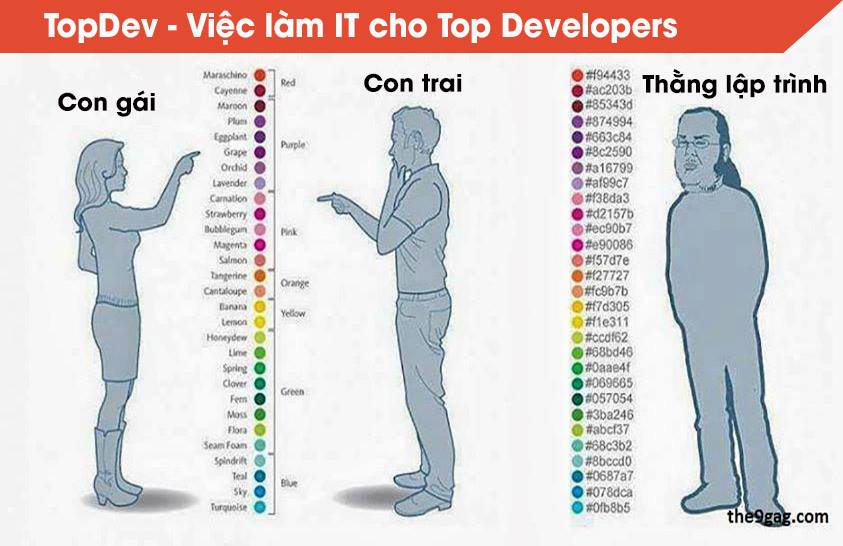 TopDev - Việc làm IT cho Top Developers
Con gái
Maraschino
Cayenne
Maroon
Plum
Eggplant
Grape
Orchid
Lavender
Carnation
Strawberry
Bubblegum
Magenta
Salmon
Tangerine
Cantaloupe
Banana
Lemon
Honeydew
Lime
Spring
Clover
Fern
Moss
Flora
Sea Foam
Spindrift
Teal
Sky
Turquoise
Red
Purple
Pink
Orange
Yellow
Green
Blue
Con trai
#f94433
#ac203b
#85343d
#874994
#663c84
#8c2590
#a16799
#af99c7
#f38da3
#d2157b
#ec90b7
#e90086
#f57d7e
#f27727
#fc9b7b
#f7d305
#f1e311
#ccdf62
#68bd46
#0aae4f
#069665
#057054
#3ba246
#abcf37
#68c3b2
#8bccd0
#0687a7
#078dca
#0fb8b5
Thằng lập trình
the9gag.com